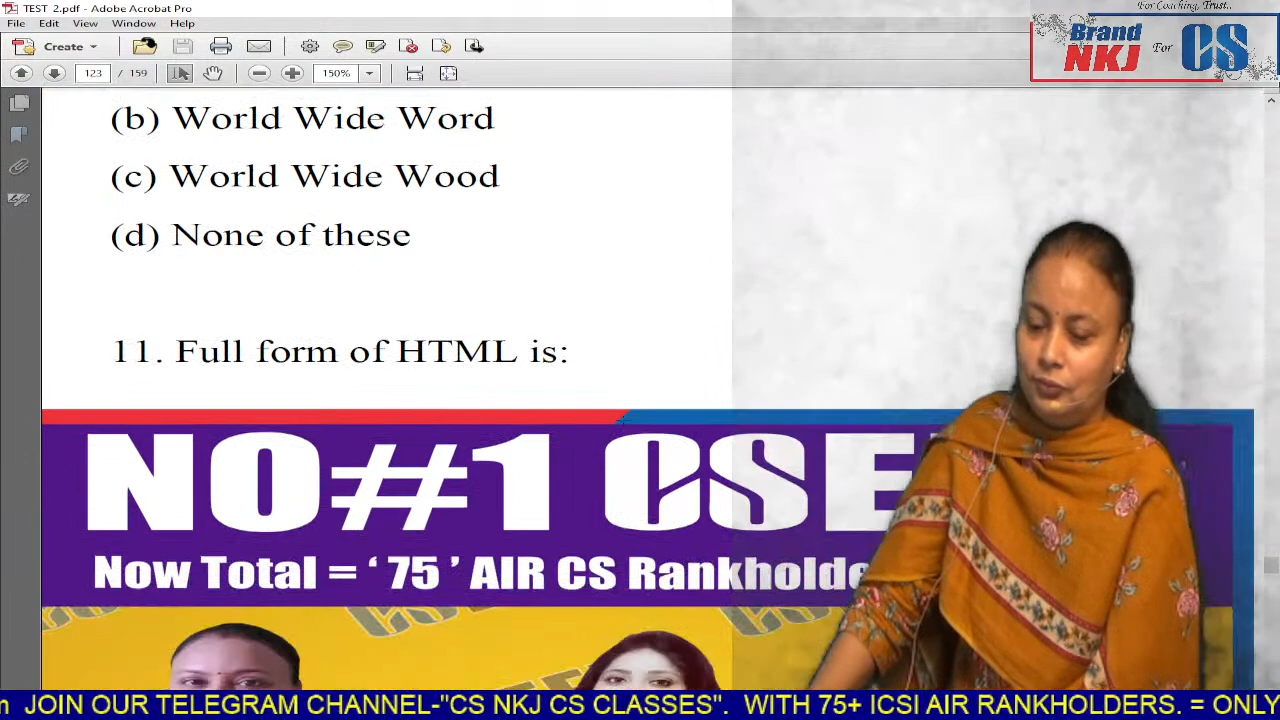 TEST 2.pdf - Adobe Acrobat Pro
File Edit View Window Help
Create
123 / 159 150%
For Coaching, Trust..
Brand
NKJ For CS
(b) World Wide Word
(c) World Wide Wood
(d) None of these
11. Full form of HTML is:
NO#1 CSE
Now Total = ‘ 75 ’ AIR CS Rankholde
JOIN OUR TELEGRAM CHANNEL-"CS NKJ CS CLASSES". WITH 75+ ICSI AIR RANKHOLDERS. = ONLY